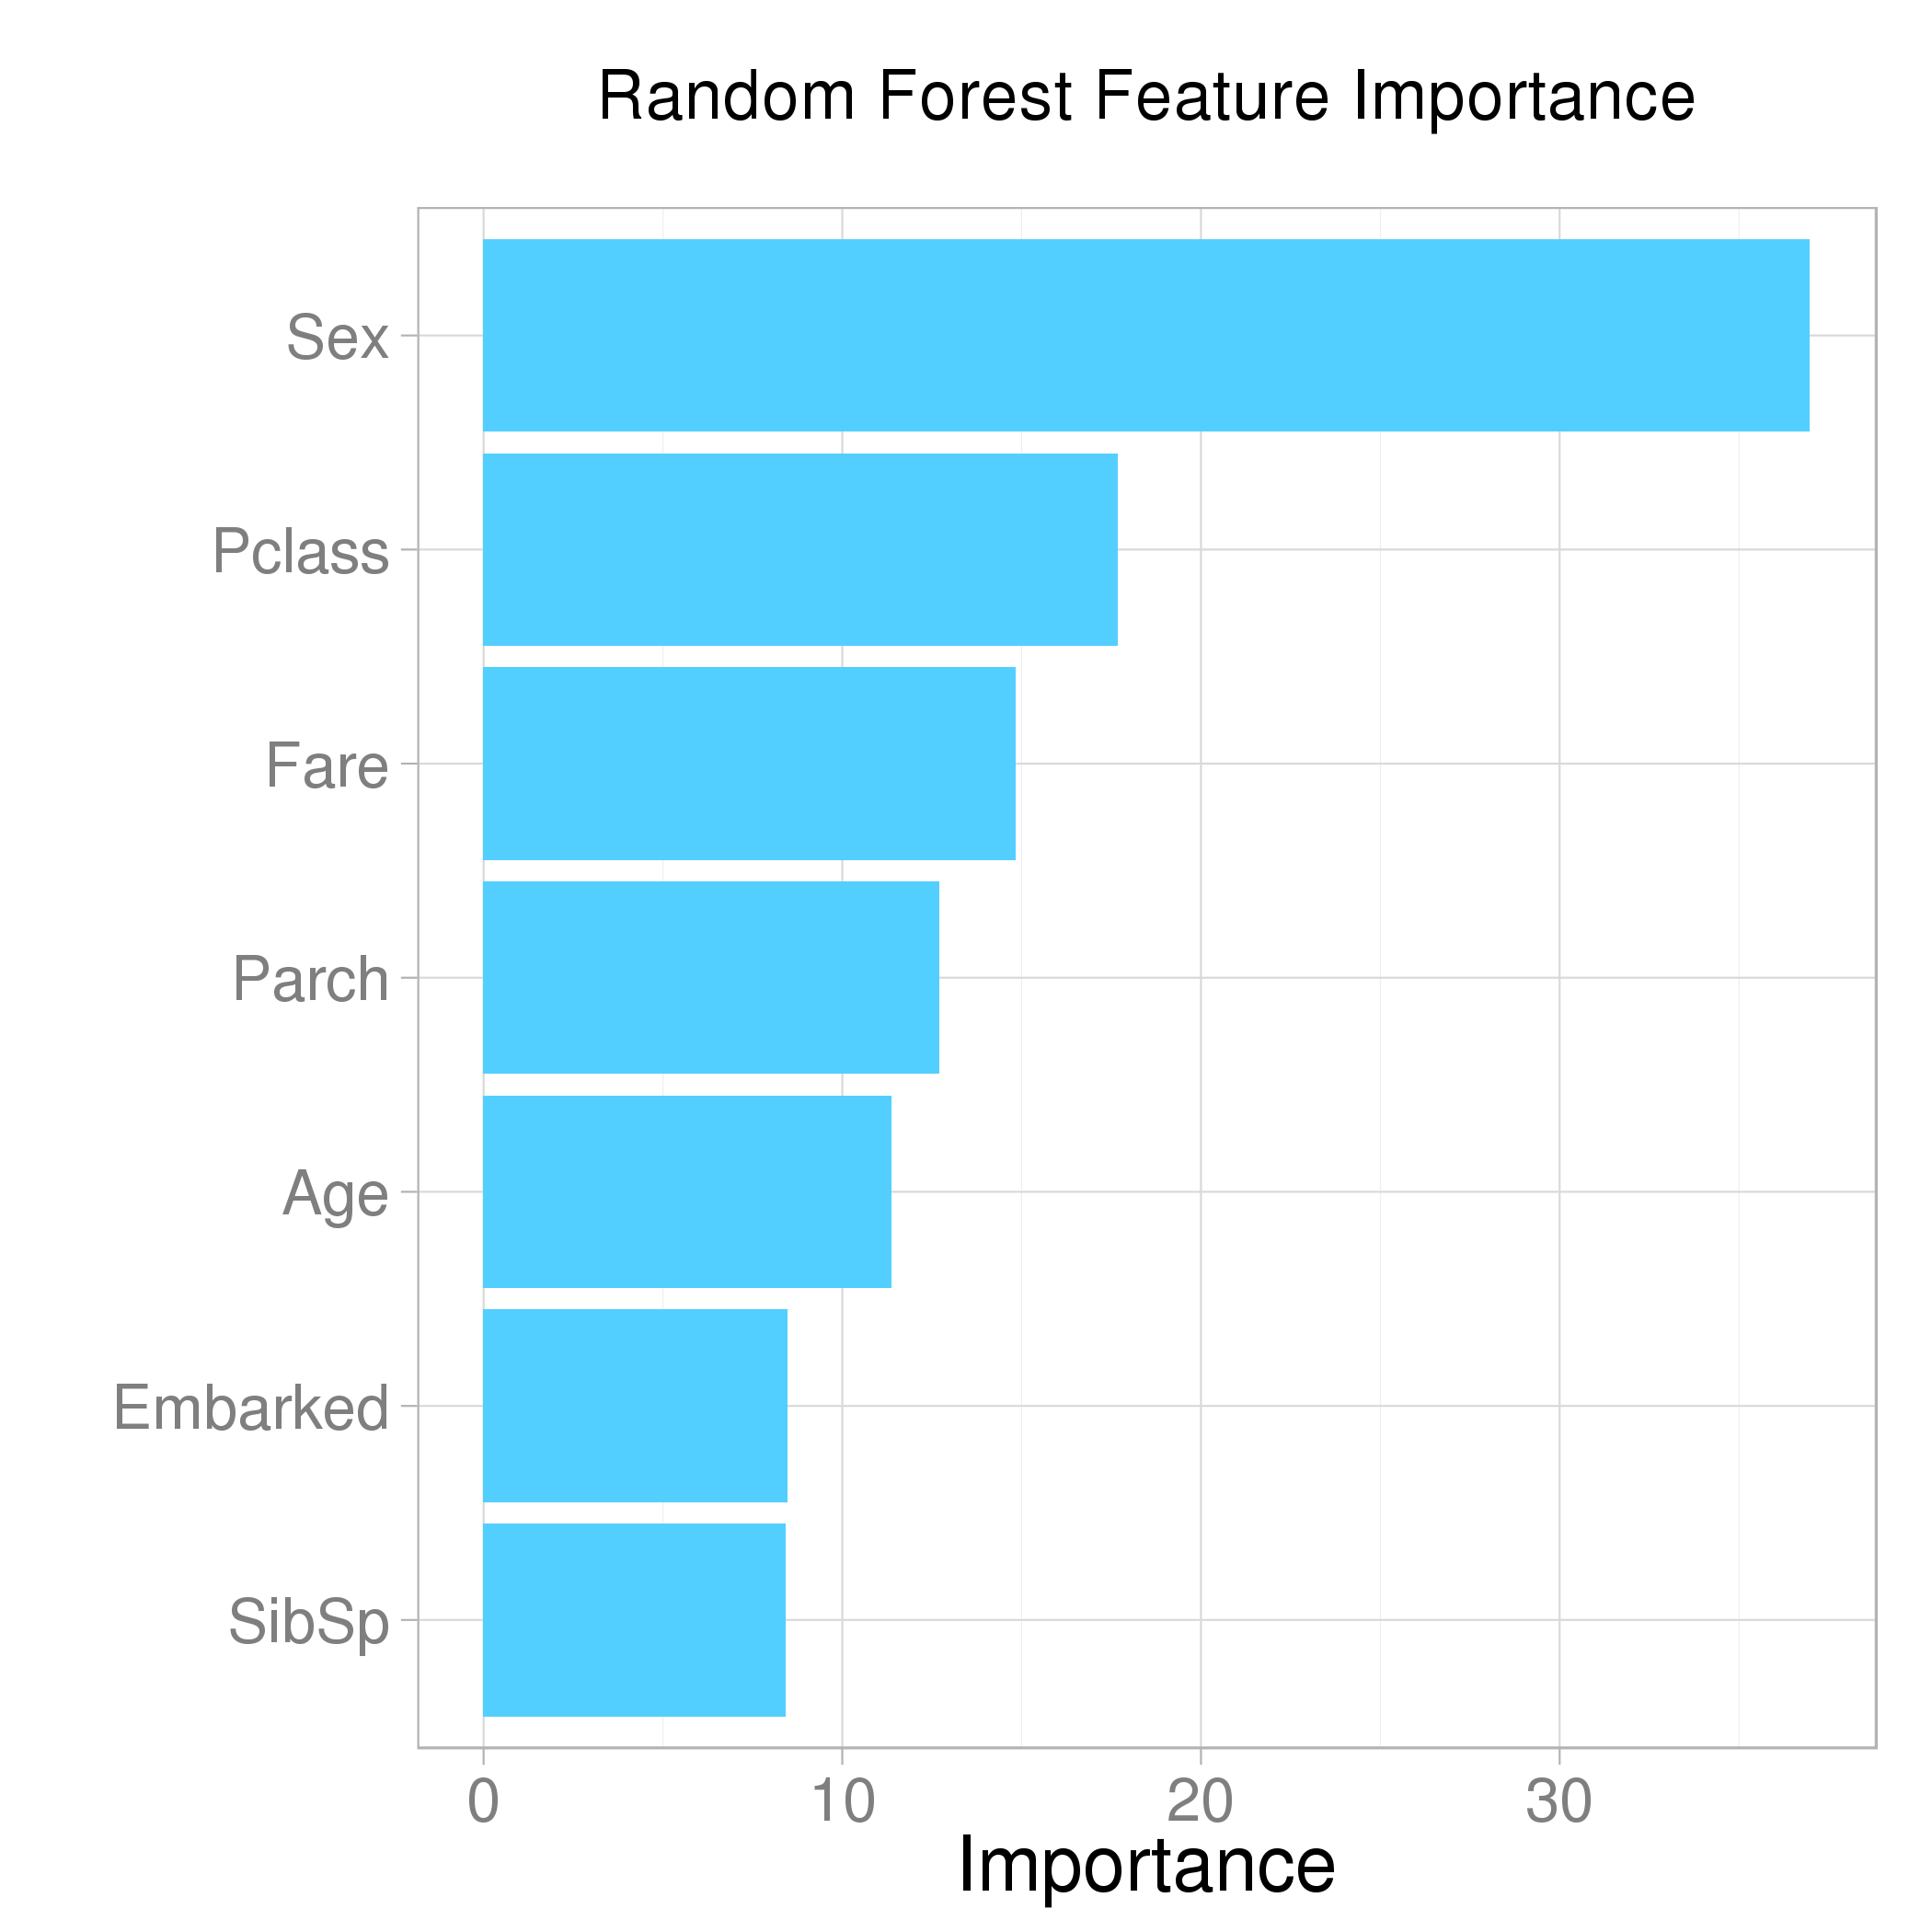 Random Forest Feature Importance
Sex
Pclass
Fare
Parch
Age
Embarked
SibSp
0 10 20 30
Importance